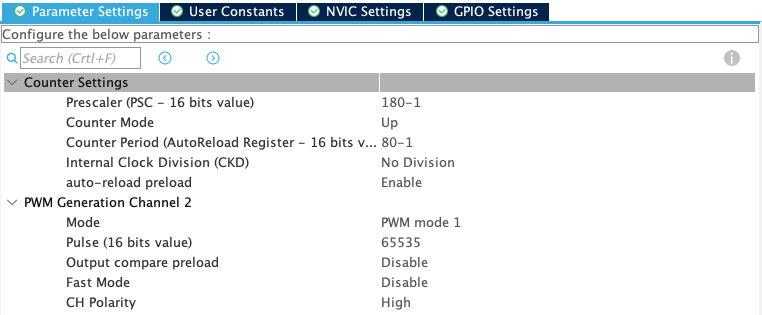 Parameter Settings User Constants NVIC Settings GPIO Settings
Configure the below parameters :
Search (Crtl+F)
Counter Settings
Prescaler (PSC - 16 bits value) 180-1
Counter Mode Up
Counter Period (AutoReload Register - 16 bits v... 80-1
Internal Clock Division (CKD) No Division
auto-reload preload Enable
PWM Generation Channel 2
Mode PWM mode 1
Pulse (16 bits value) 65535
Output compare preload Disable
Fast Mode Disable
CH Polarity High